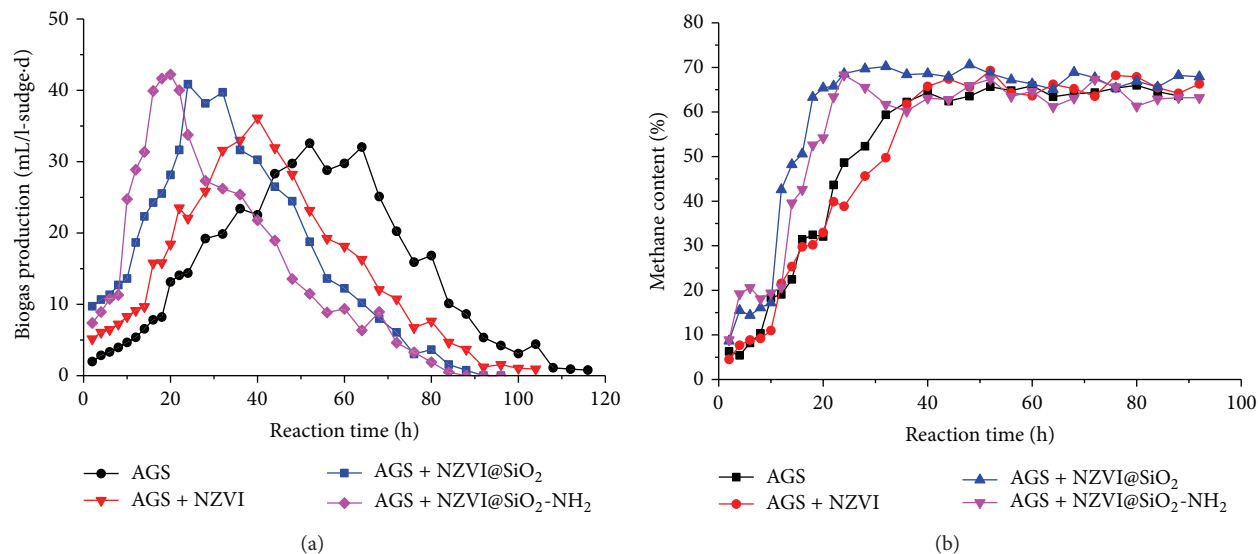 50
40
30
20
10
0
Biogas production (mL/l-sudge·d)
0 20 40 60 80 100 120
Reaction time (h)
AGS
AGS + NZVI
AGS + NZVI@SiO₂
AGS + NZVI@SiO₂-NH₂
(a)
80
70
60
50
40
30
20
10
0
Methane content (%)
0 20 40 60 80 100
Reaction time (h)
AGS
AGS + NZVI
AGS + NZVI@SiO₂
AGS + NZVI@SiO₂-NH₂
(b)